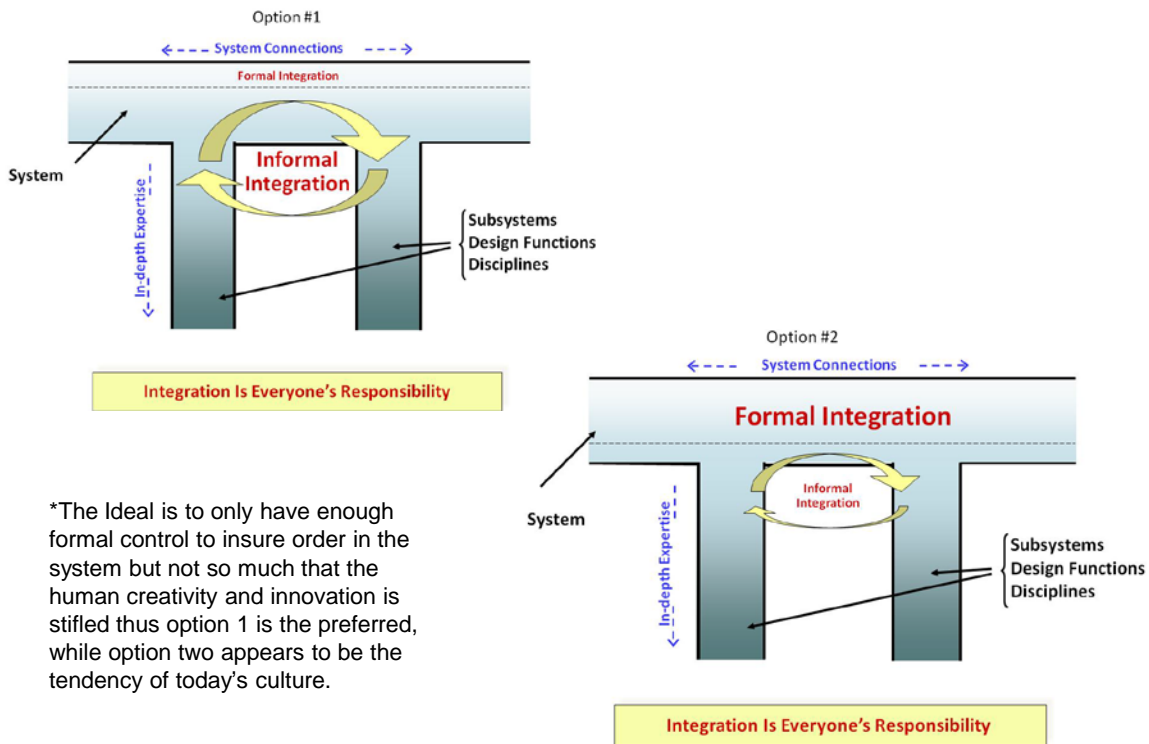 Option #1
System Connections
Formal Integration
System
Informal
Integration
In-depth Expertise
Subsystems
Design Functions
Disciplines
Integration Is Everyone's Responsibility
Option #2
System Connections
Formal Integration
Informal
Integration
System
In-depth Expertise
Subsystems
Design Functions
Disciplines
Integration Is Everyone's Responsibility
*The Ideal is to only have enough
formal control to insure order in the
system but not so much that the
human creativity and innovation is
stifled thus option 1 is the preferred,
while option two appears to be the
tendency of today's culture.